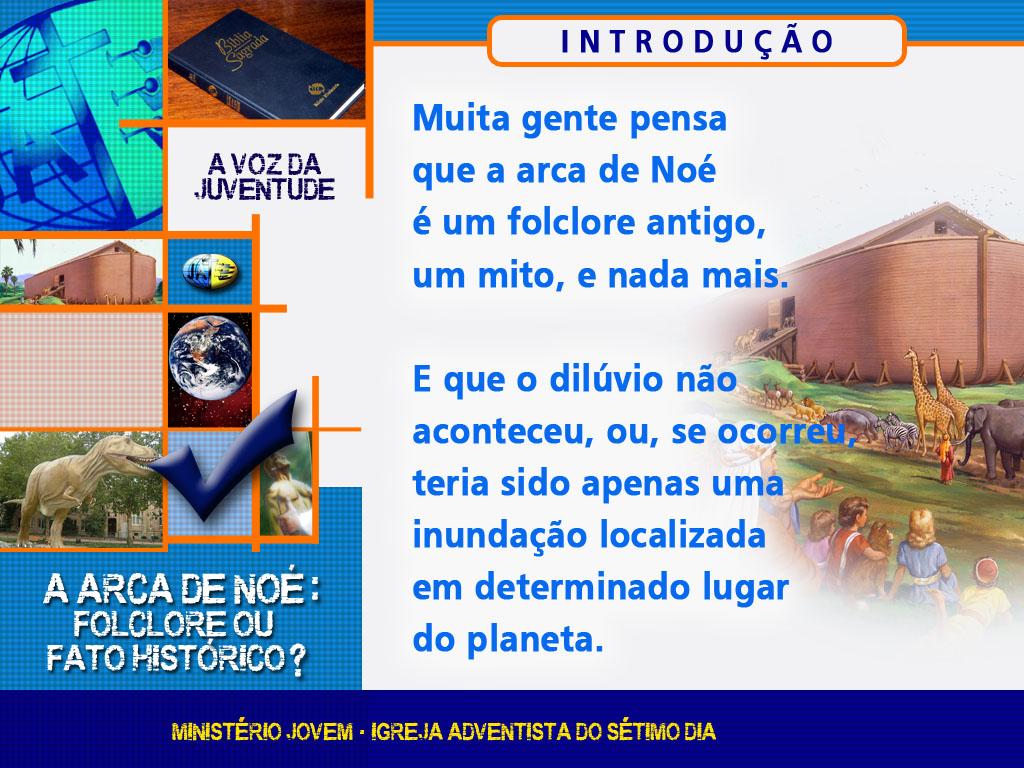 INTRODUÇÃO
Bíblia
Sagrada
A VOZ DA
JUVENTUDE
Muita gente pensa
que a arca de Noé
é um folclore antigo,
um mito, e nada mais.
E que o dilúvio não
aconteceu, ou, se ocorreu,
teria sido apenas uma
inundação localizada
em determinado lugar
do planeta.
A ARCA DE NOÉ:
FOLCLORE OU
FATO HISTÓRICO?
MINISTÉRIO JOVEM - IGREJA ADVENTISTA DO SÉTIMO DIA